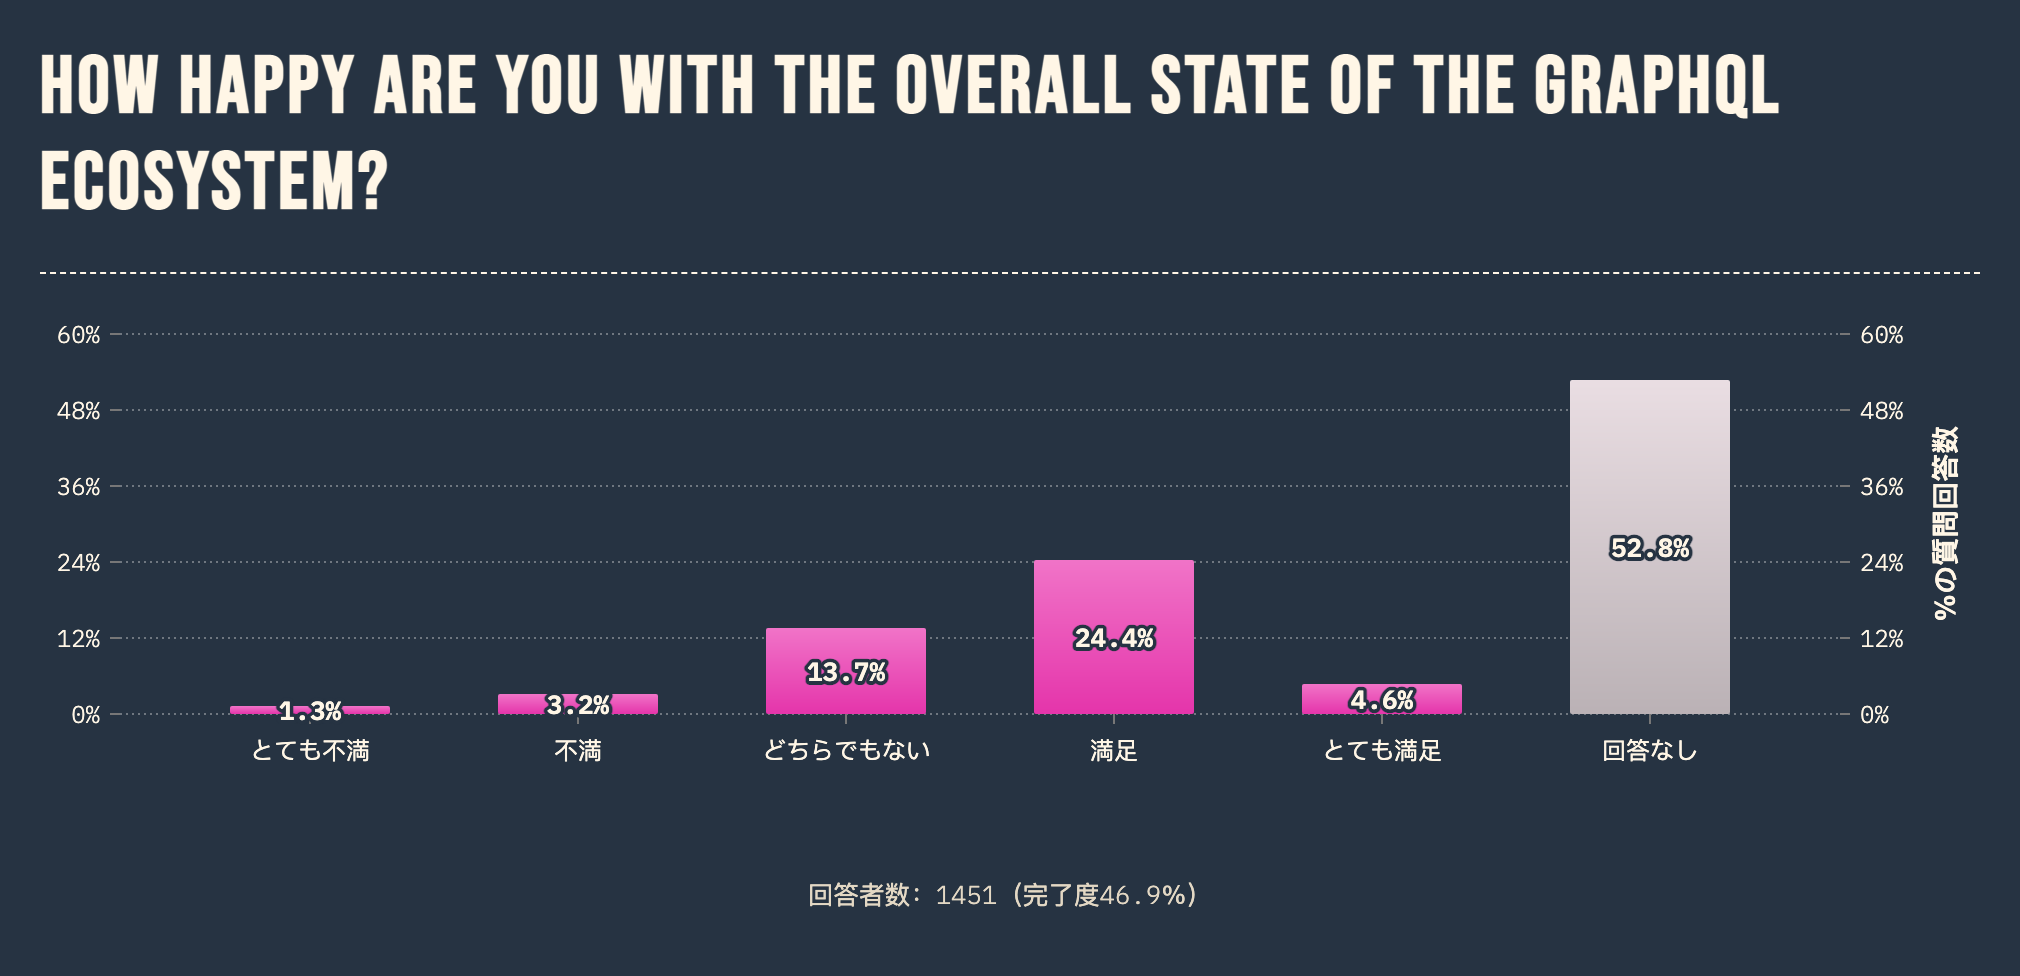 HOW HAPPY ARE YOU WITH THE OVERALL STATE OF THE GRAPHQL
ECOSYSTEM?
60%
48%
36%
24%
12%
0%
1.3%
3.2%
13.7%
24.4%
4.6%
52.8%
60%
48%
36%
24%
12%
0%
%の質問回答数
とても不満
不満
どちらでもない
満足
とても満足
回答なし
回答者数: 1451 (完了度46.9%)